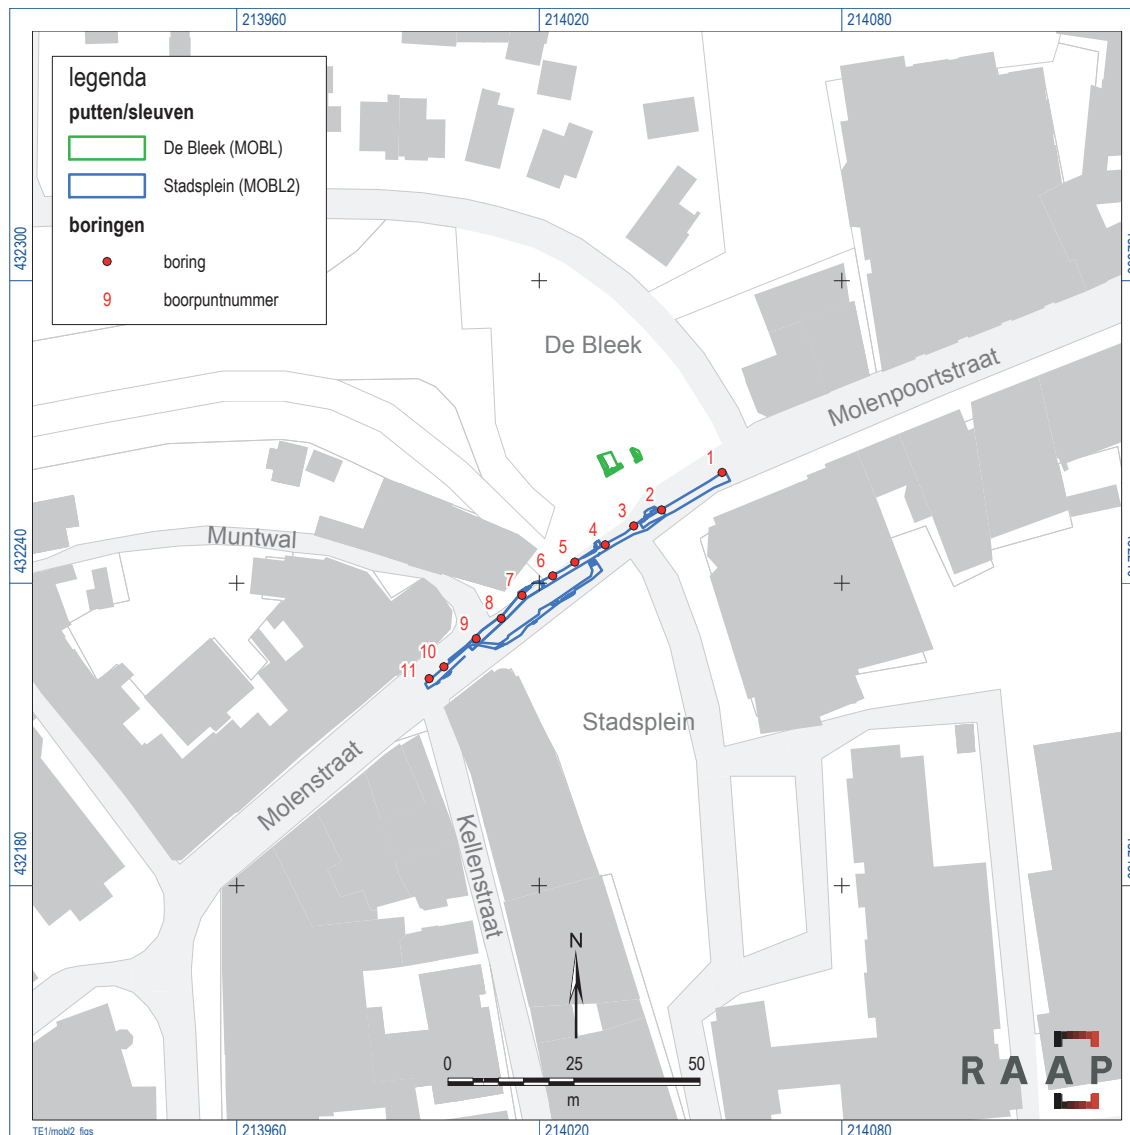 213960
214020
214080
legenda
putten/sleuven
De Bleek (MOBL)
Stadsplein (MOBL2)
boringen
boring
9 boorpuntnummer
432300
De Bleek
Molenpoortstraat
1
2
3
4
5
6
7
8
9
10
11
Muntwal
432240
Stadsplein
Molenstraat
Kellenstraat
432180
N
0 25 50
m
RAAP
TE1/mobl2_figs
213960
214020
214080